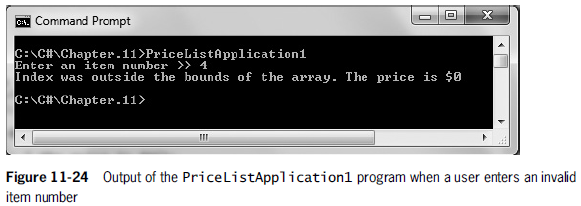 Command Prompt
C:\C#\Chapter.11>PriceListApplication1
Enter an item number >> 4
Index was outside the bounds of the array. The price is $0
C:\C#\Chapter.11>
Figure 11-24 Output of the PriceListApplication1 program when a user enters an invalid
item number